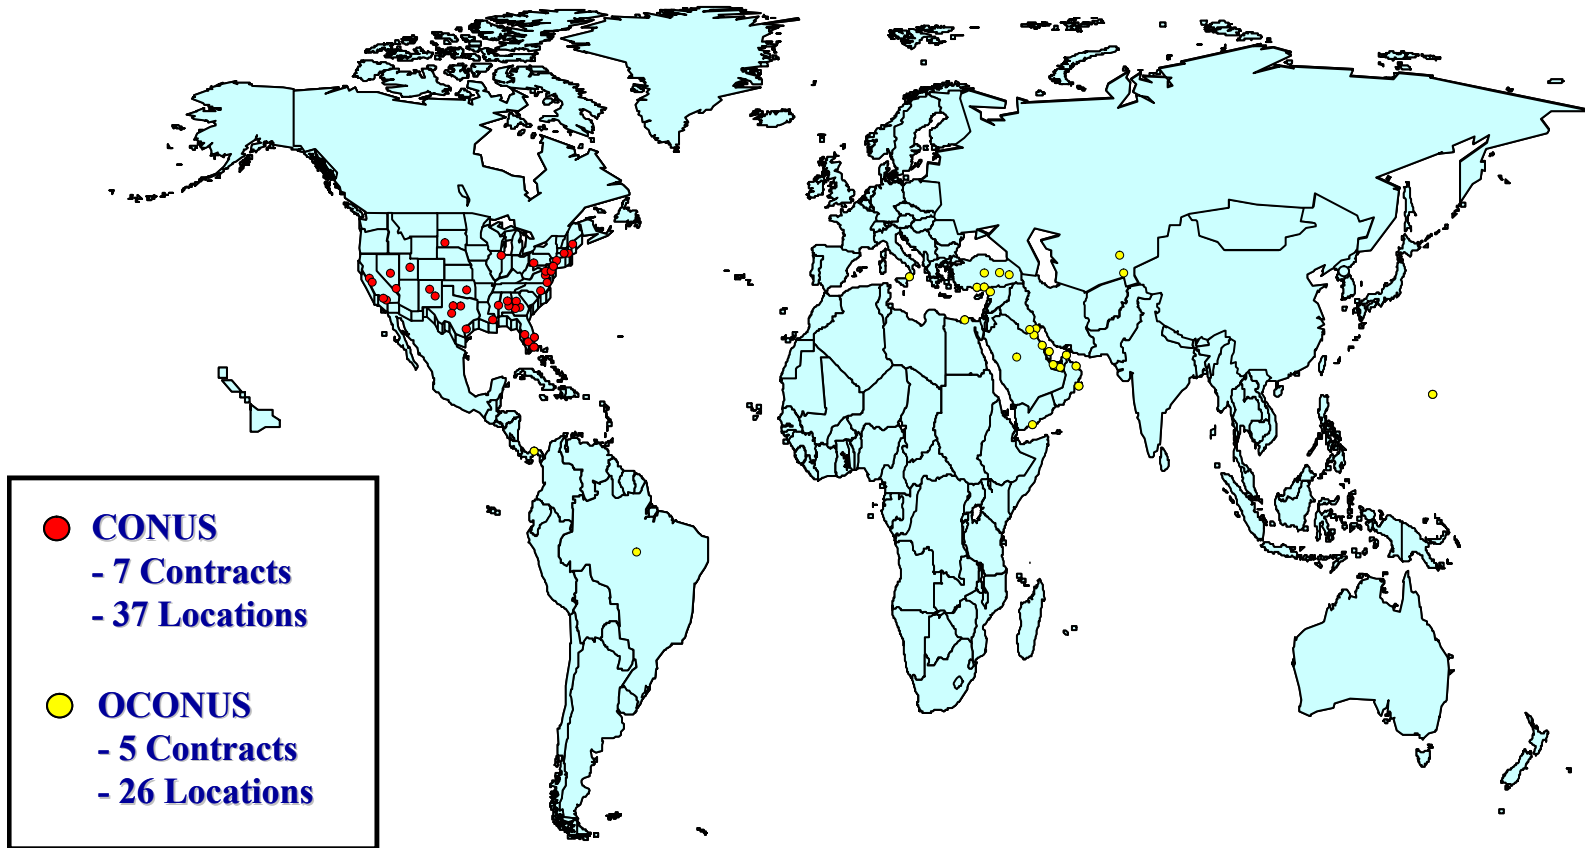 CONUS
- 7 Contracts
- 37 Locations
OCONUS
- 5 Contracts
- 26 Locations